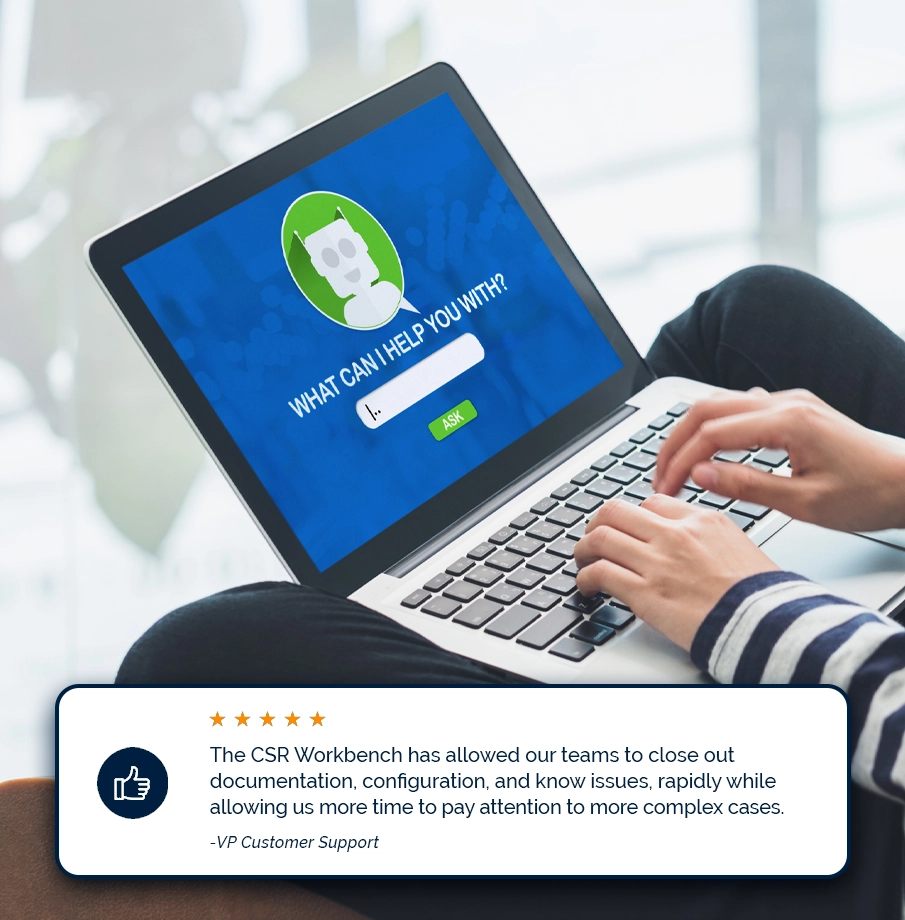 WHAT CAN I HELP YOU WITH?
ASK
The CSR Workbench has allowed our teams to close out
documentation, configuration, and know issues, rapidly while
allowing us more time to pay attention to more complex cases.
-VP Customer Support